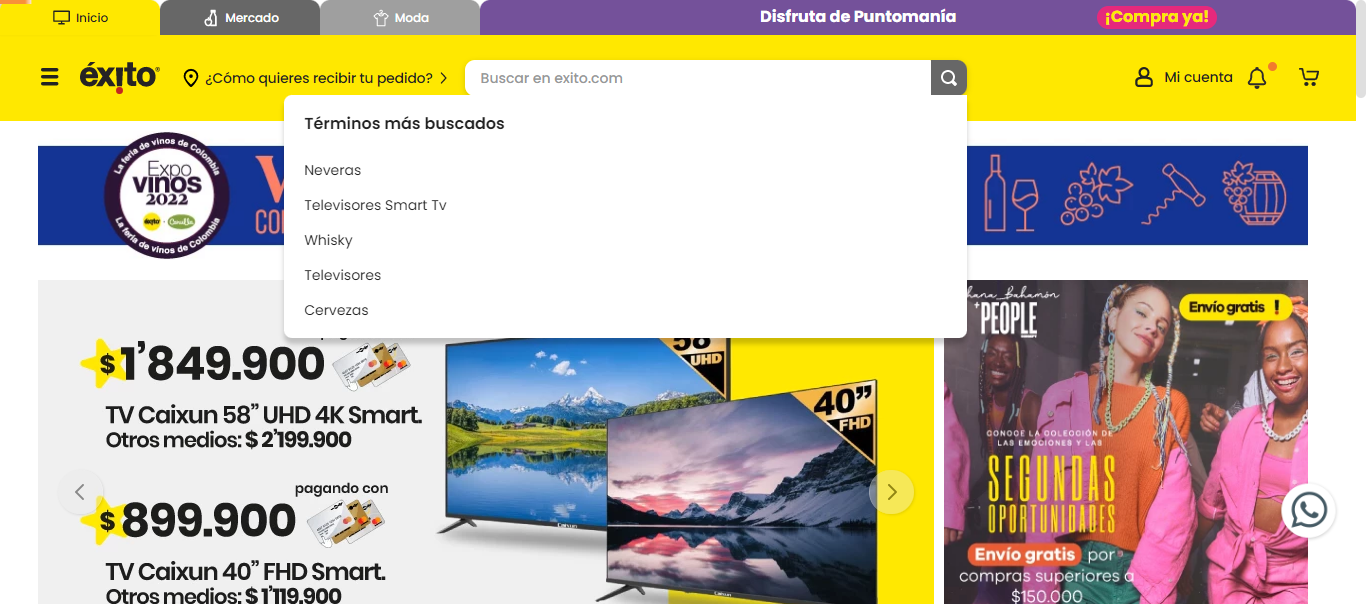 Inicio
Mercado
Moda
Disfruta de Puntomanía
¡Compra ya!
éxito
¿Cómo quieres recibir tu pedido?
Buscar en exito.com
Mi cuenta
Términos más buscados
Neveras
Televisores Smart Tv
Whisky
Televisores
Cervezas
La feria de vinos de Colombia
Expo
vinos
2022
éxito
Carulla
La feria de vinos de Colombia
$1'849.900
TV Caixun 58” UHD 4K Smart.
Otros medios: $ 2'199.900
pagando con
$899.900
TV Caixun 40” FHD Smart.
Otros medios: $ 1'119.900
58”
UHD
40”
FHD
Caixun
Caixun
Bahamón
+PEOPLE
Envío gratis !
CONOCE LA COLECCIÓN DE
LAS EMOCIONES Y LAS
SEGUNDAS
OPORTUNIDADES
Envío gratis por
compras superiores a
$150.000